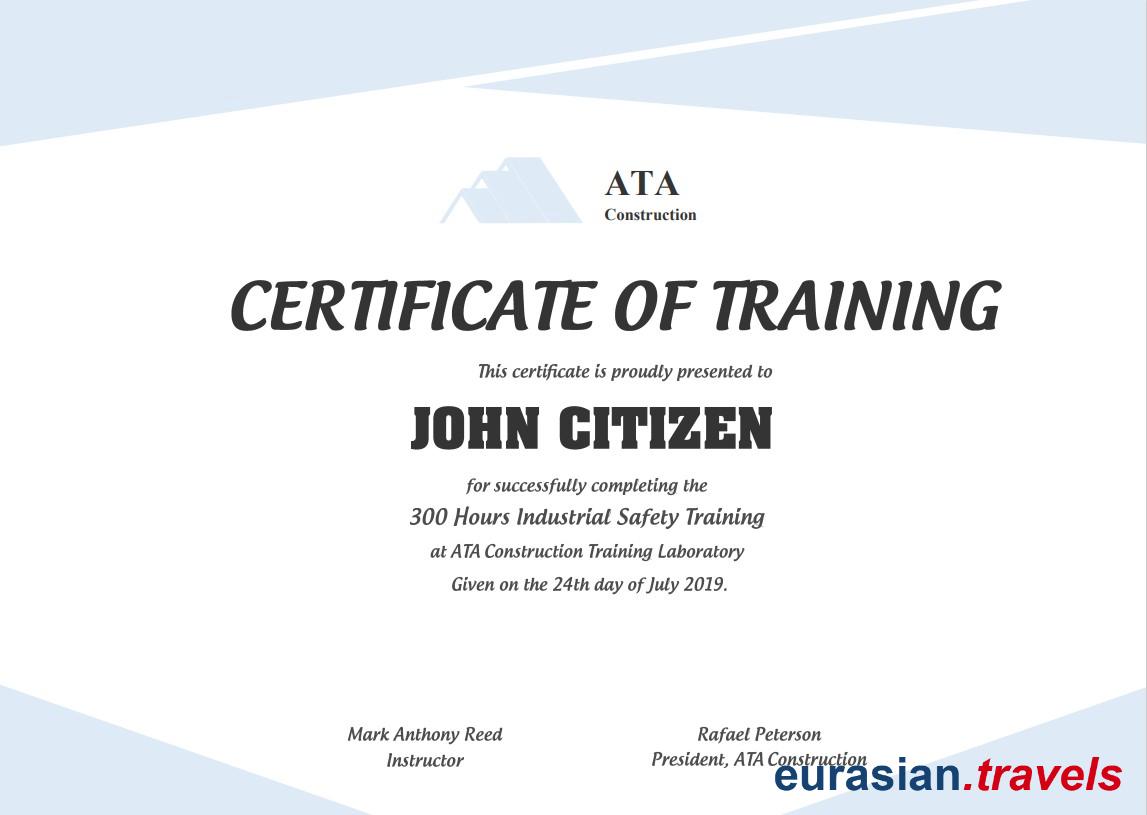 ATA
Construction
CERTIFICATE OF TRAINING
This certificate is proudly presented to
JOHN CITIZEN
for successfully completing the
300 Hours Industrial Safety Training
at ATA Construction Training Laboratory
Given on the 24th day of July 2019.
Mark Anthony Reed
Instructor
Rafael Peterson
President, ATA Construction
eurasian.travels